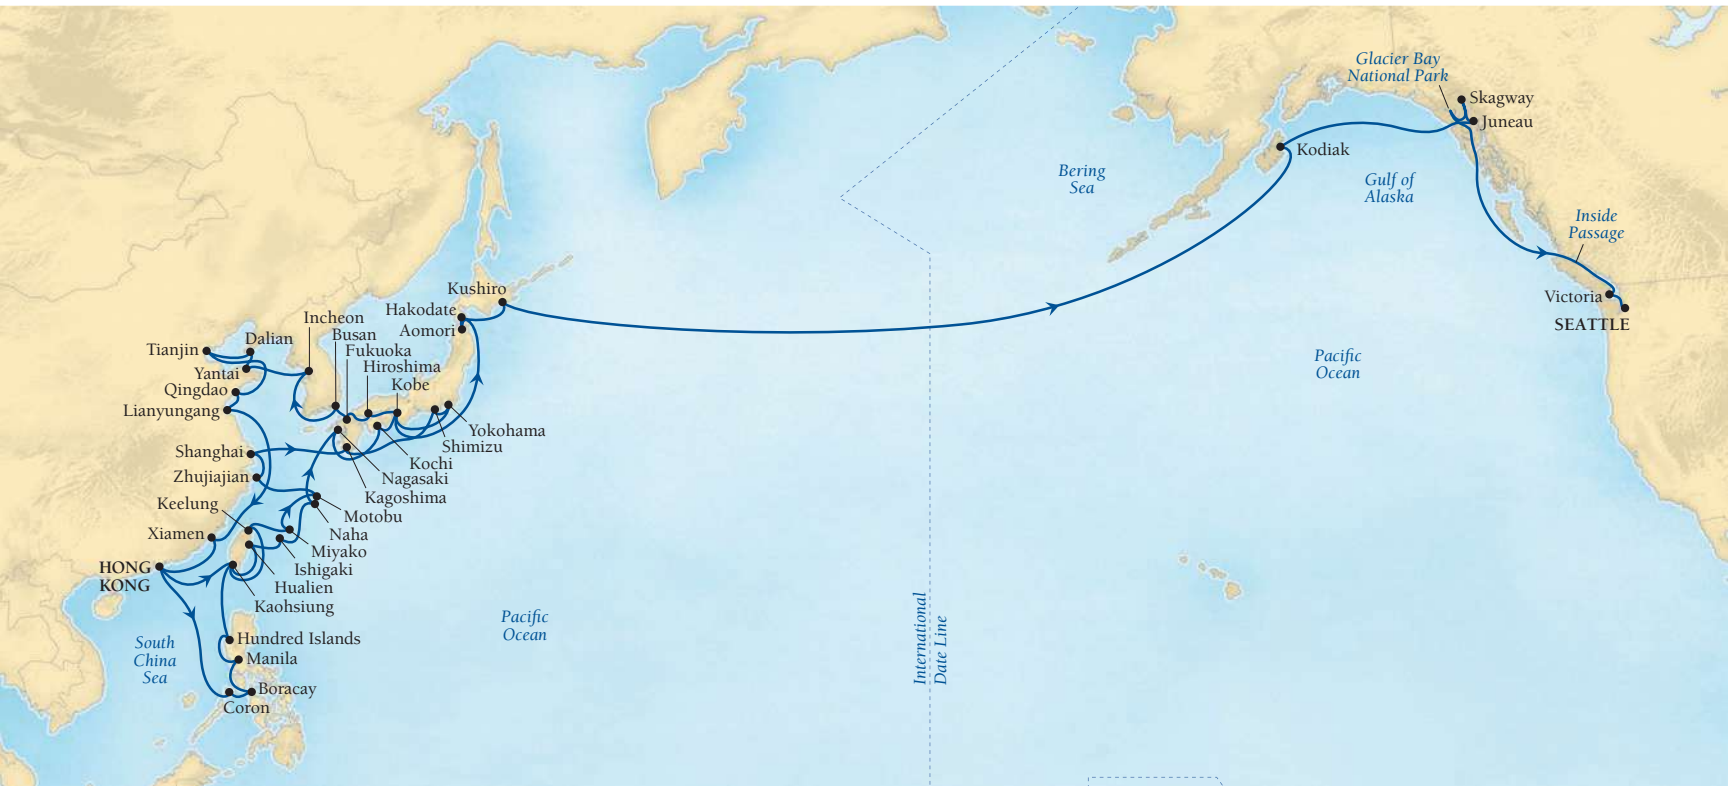 Glacier Bay
National Park
Skagway
Juneau
Kodiak
Bering
Sea
Gulf of
Alaska
Inside
Passage
Victoria
SEATTLE
Pacific
Ocean
Kushiro
Hakodate
Aomori
Incheon
Busan
Fukuoka
Hiroshima
Kobe
Tianjin
Dalian
Yantai
Qingdao
Lianyungang
Yokohama
Shimizu
Kochi
Nagasaki
Kagoshima
Shanghai
Zhujiajian
Keelung
Xiamen
Motobu
Naha
Miyako
Ishigaki
Hualien
Kaohsiung
HONG
KONG
South
China
Sea
Hundred Islands
Manila
Boracay
Coron
Pacific
Ocean
International
Date Line